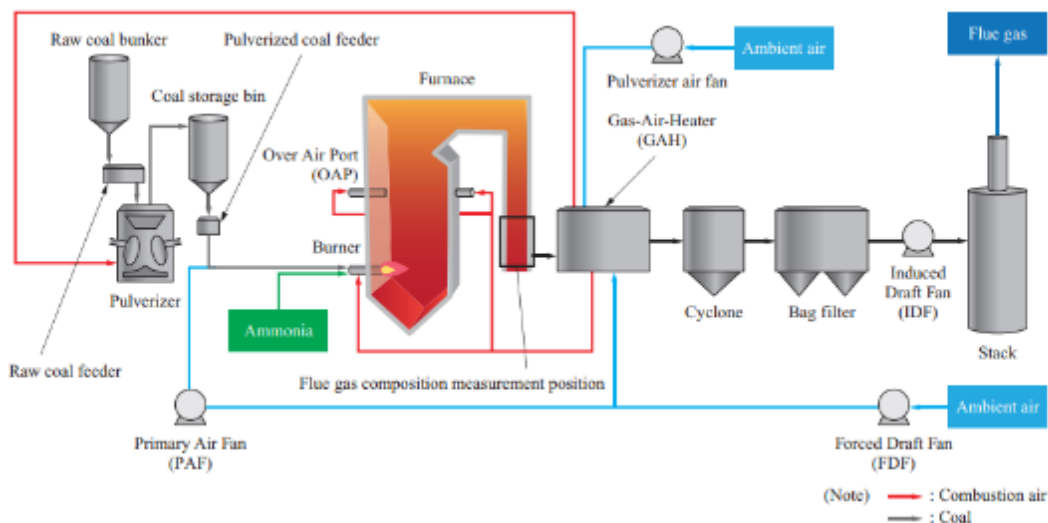 Raw coal bunker
Pulverized coal feeder
Coal storage bin
Furnace
Pulverizer air fan
Ambient air
Flue gas
Gas-Air-Heater
(GAH)
Over Air Port
(OAP)
Burner
Pulverizer
Ammonia
Raw coal feeder
Cyclone
Bag filter
Induced
Draft Fan
(IDF)
Stack
Flue gas composition measurement position
Primary Air Fan
(PAF)
Forced Draft Fan
(FDF)
Ambient air
(Note) : Combustion air
: Coal